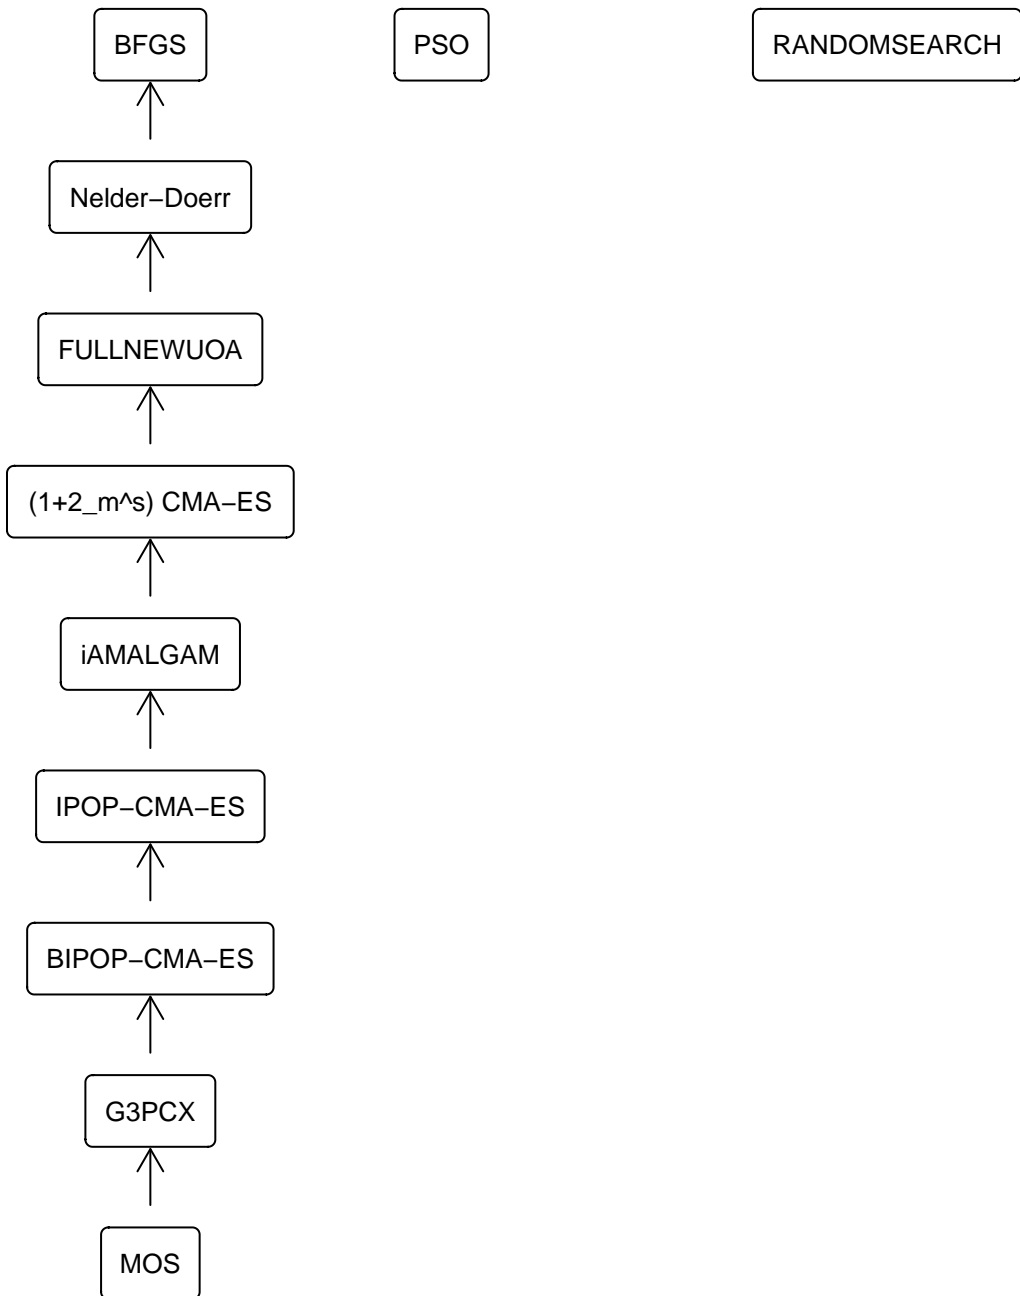 BFGS
PSO
RANDOMSEARCH
Nelder−Doerr
FULLNEWUOA
(1+2_m^s) CMA−ES
iAMALGAM
IPOP−CMA−ES
BIPOP−CMA−ES
G3PCX
MOS